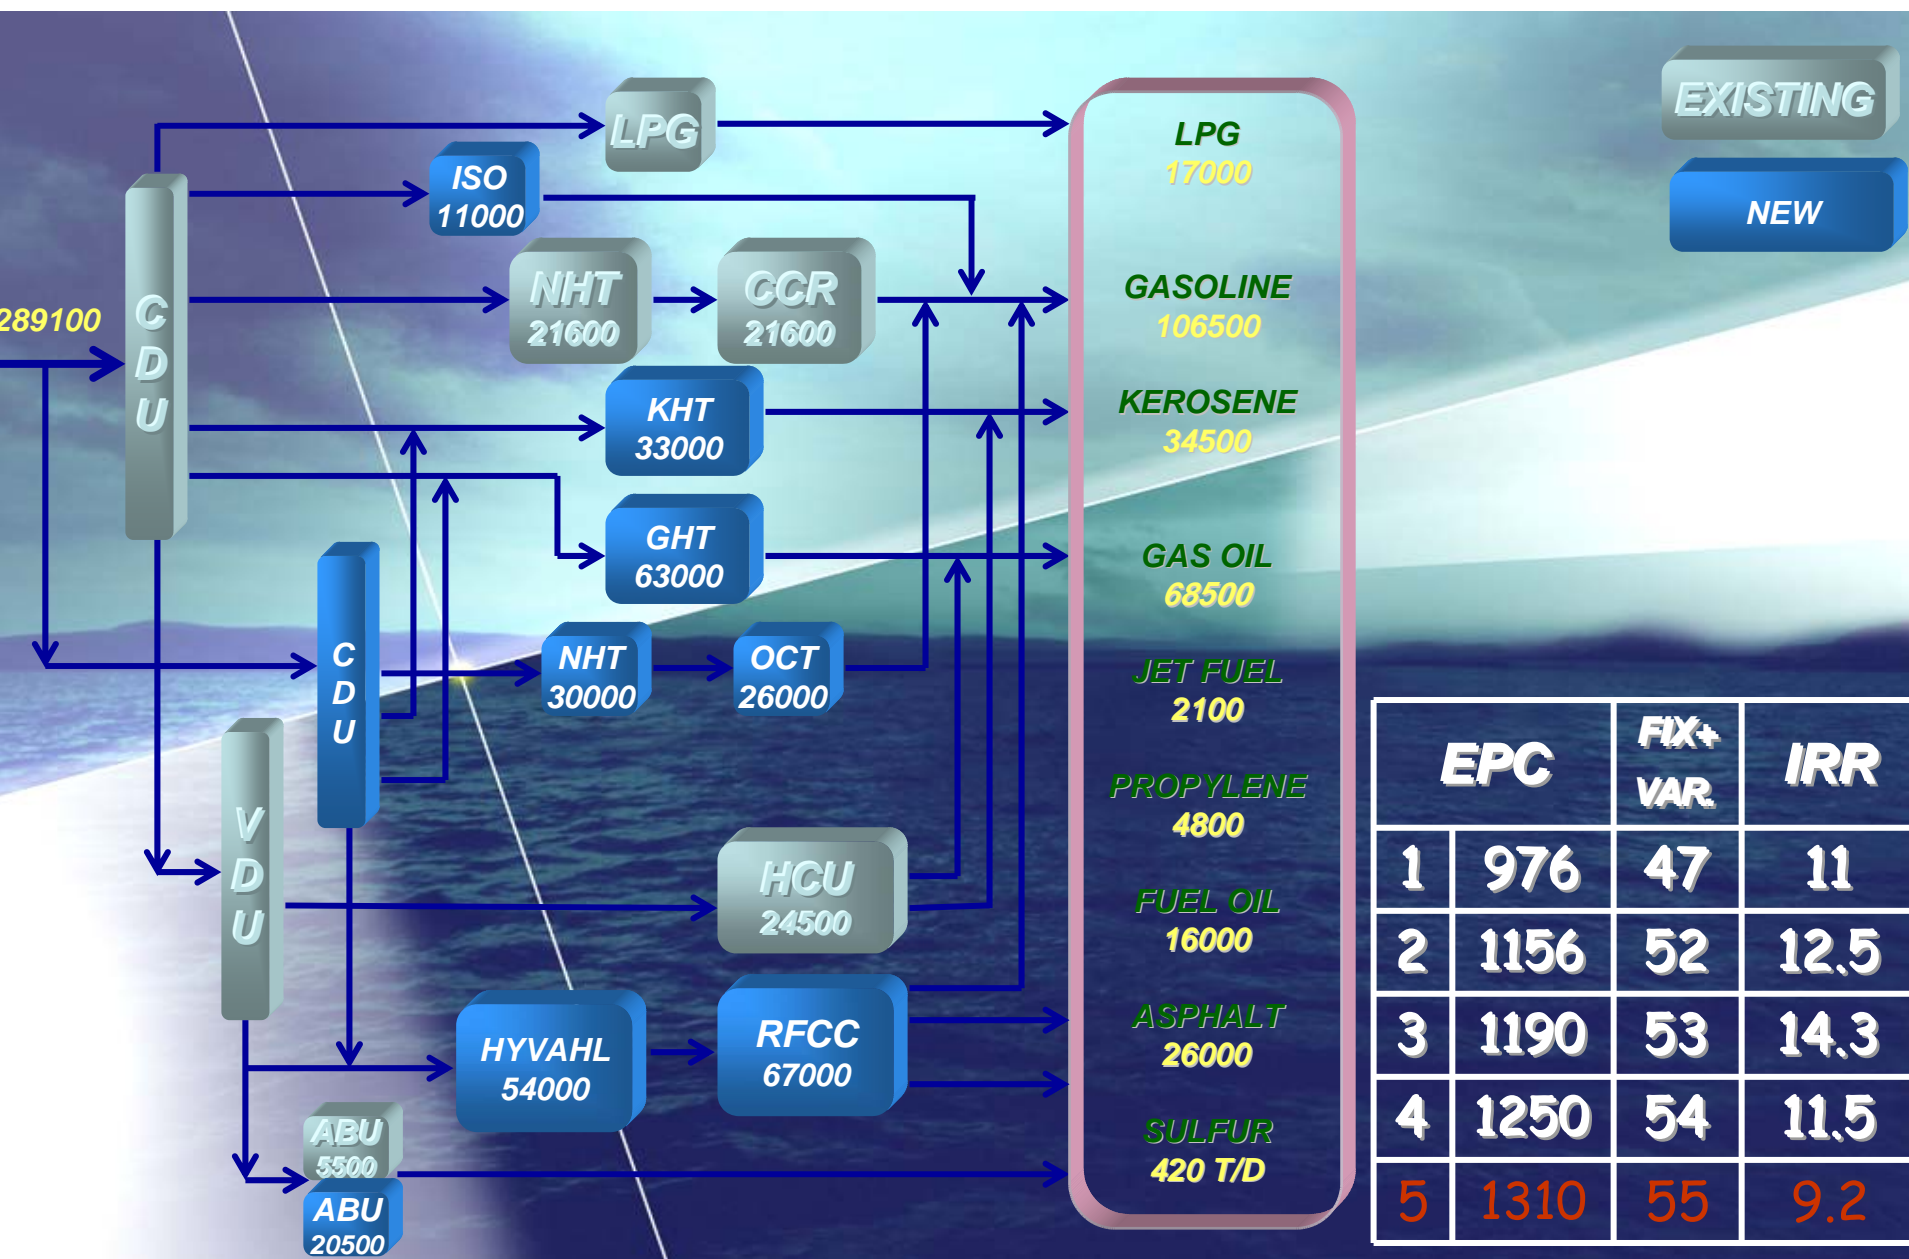 EXISTING
NEW
289100
C
D
U
LPG
ISO
11000
NHT
21600
CCR
21600
KHT
33000
GHT
63000
C
D
U
NHT
30000
OCT
26000
V
D
U
HCU
24500
HYVAHL
54000
RFCC
67000
ABU
5500
ABU
20500
LPG
17000
GASOLINE
106500
KEROSENE
34500
GAS OIL
68500
JET FUEL
2100
PROPYLENE
4800
FUEL OIL
16000
ASPHALT
26000
SULFUR
420 T/D
EPC FIX+ VAR. IRR
1 976 47 11
2 1156 52 12.5
3 1190 53 14.3
4 1250 54 11.5
5 1310 55 9.2